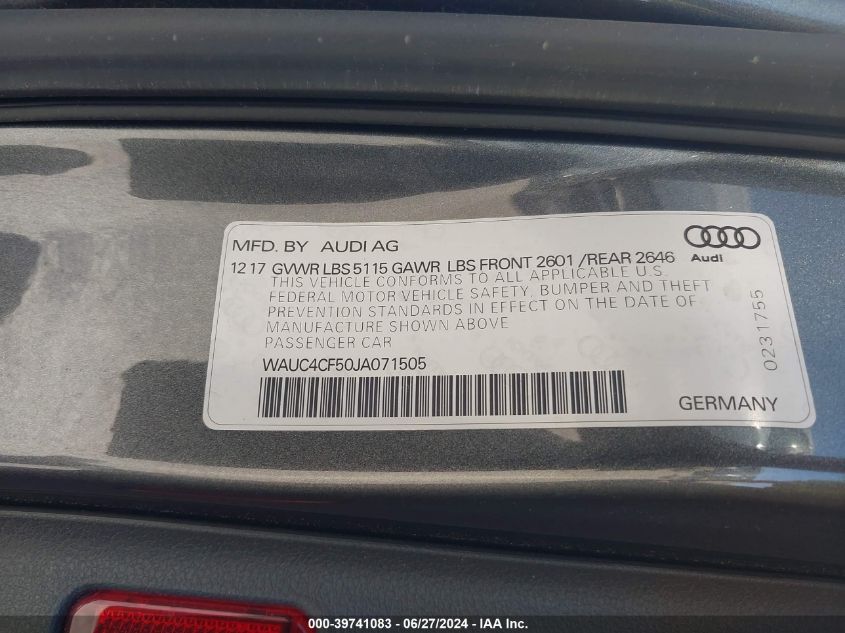 MFD. BY AUDI AG
Audi
12 17 GVWR LBS 5115 GAWR LBS FRONT 2601 /REAR 2646
THIS VEHICLE CONFORMS TO ALL APPLICABLE U.S.
FEDERAL MOTOR VEHICLE SAFETY, BUMPER AND THEFT
PREVENTION STANDARDS IN EFFECT ON THE DATE OF
MANUFACTURE SHOWN ABOVE
PASSENGER CAR
0231755
WAUC4CF50JA071505
GERMANY
COPYRIGHT - 000-39741083 - 06/27/2024 - IAA Inc.